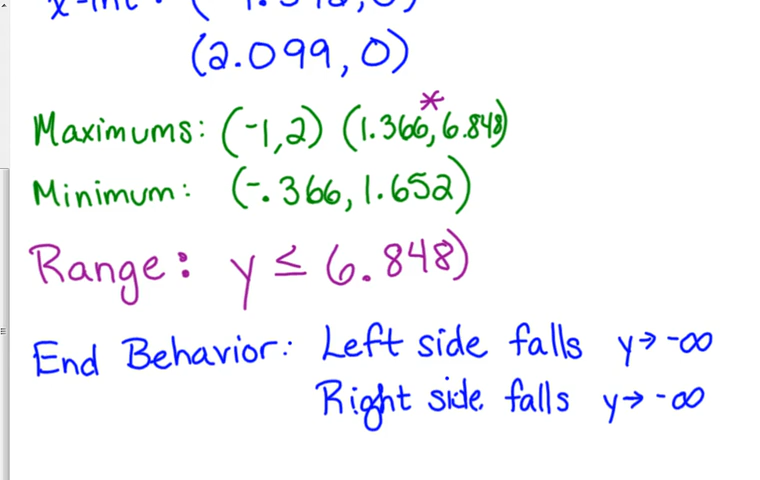 (2.099, 0)
Maximums: (-1, 2) (1.366, 6.848) *
Minimum: (-.366, 1.652)
Range: y ≤ 6.848)
End Behavior: Left side falls y→ -∞
Right side falls y→ -∞